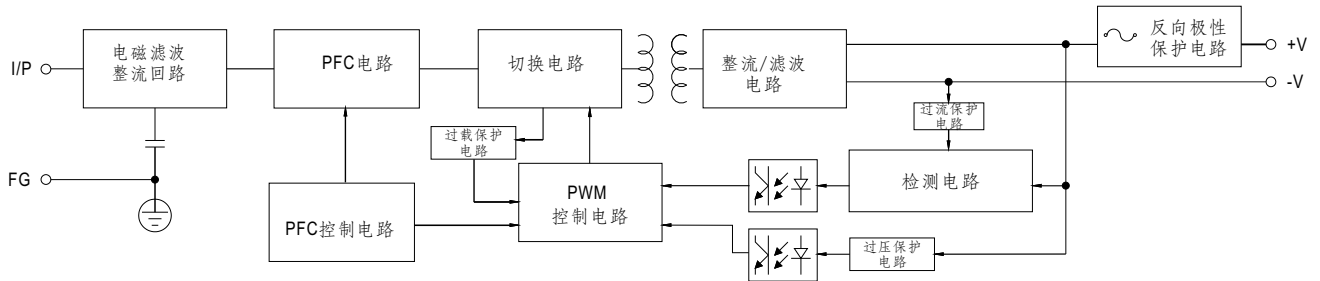 I/P
电磁滤波
整流回路
PFC电路
切换电路
整流/滤波
电路
反向极性
保护电路
+V
-V
过流保护
电路
过载保护
电路
FG
PWM
控制电路
检测电路
PFC控制电路
过压保护
电路